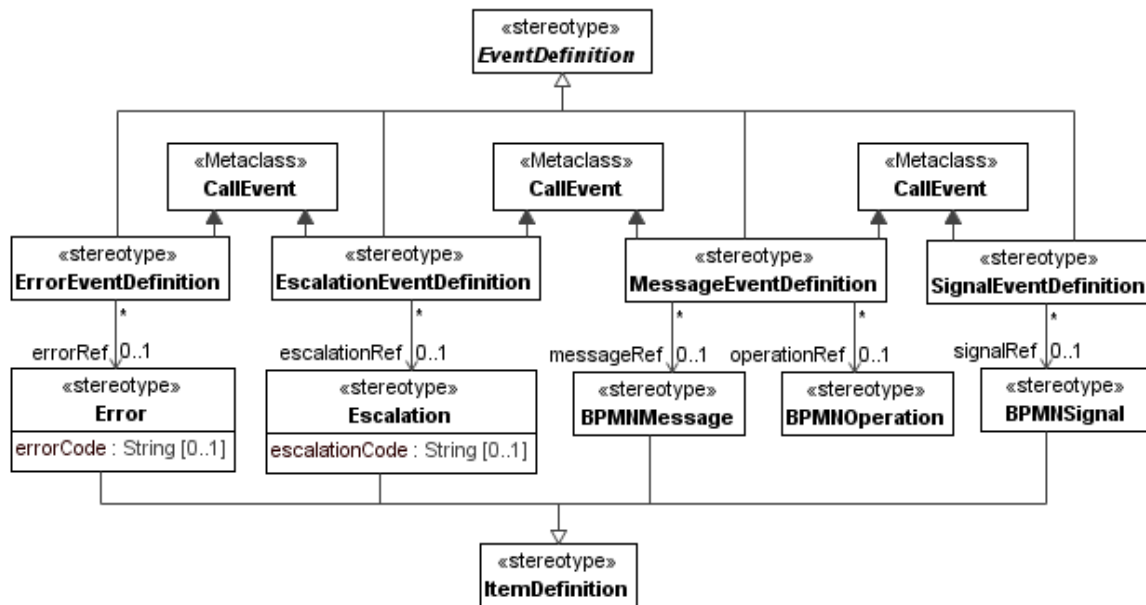 «stereotype»
EventDefinition
«Metaclass»
CallEvent
«Metaclass»
CallEvent
«Metaclass»
CallEvent
«stereotype»
ErrorEventDefinition
«stereotype»
EscalationEventDefinition
«stereotype»
MessageEventDefinition
«stereotype»
SignalEventDefinition
*
errorRef 0..1
*
escalationRef 0..1
*
messageRef 0..1
*
operationRef 0..1
*
signalRef 0..1
«stereotype»
Error
errorCode : String [0..1]
«stereotype»
Escalation
escalationCode : String [0..1]
«stereotype»
BPMNMessage
«stereotype»
BPMNOperation
«stereotype»
BPMNSignal
«stereotype»
ItemDefinition